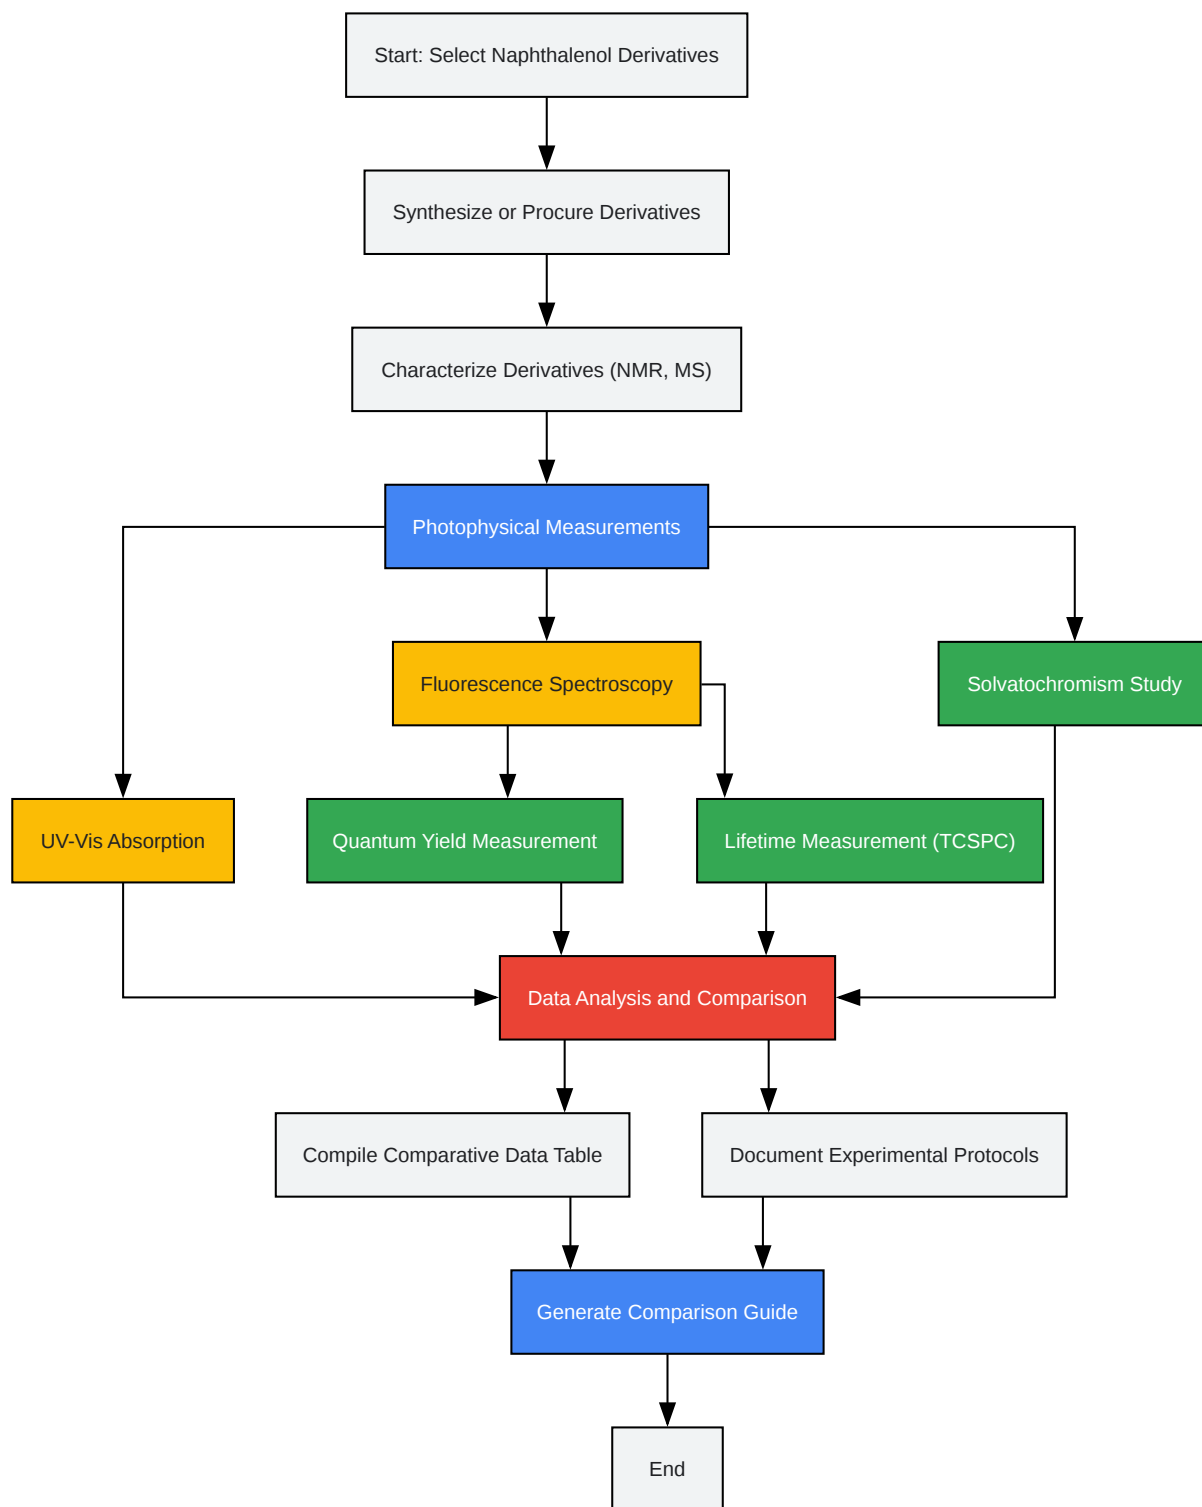 Start: Select Naphthalenol Derivatives
Synthesize or Procure Derivatives
Characterize Derivatives (NMR, MS)
Photophysical Measurements
Fluorescence Spectroscopy
Solvatochromism Study
UV-Vis Absorption
Quantum Yield Measurement
Lifetime Measurement (TCSPC)
Data Analysis and Comparison
Compile Comparative Data Table
Document Experimental Protocols
Generate Comparison Guide
End